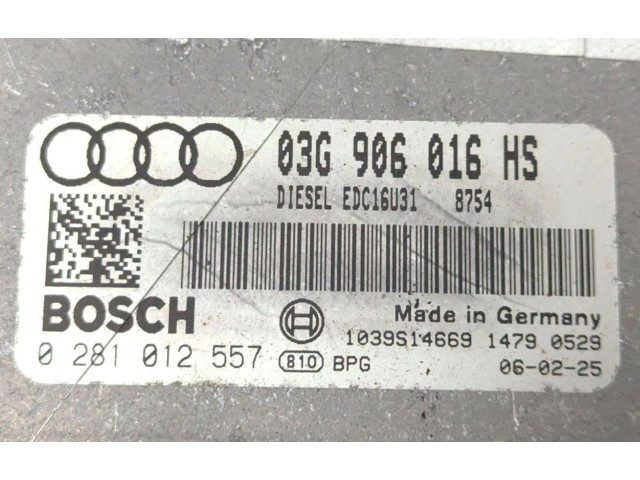 03G 906 016 HS
DIESEL EDC16U31 8754
BOSCH
Made in Germany
1039S14669 1479 0529
0 281 012 557 810 BPG 06-02-25